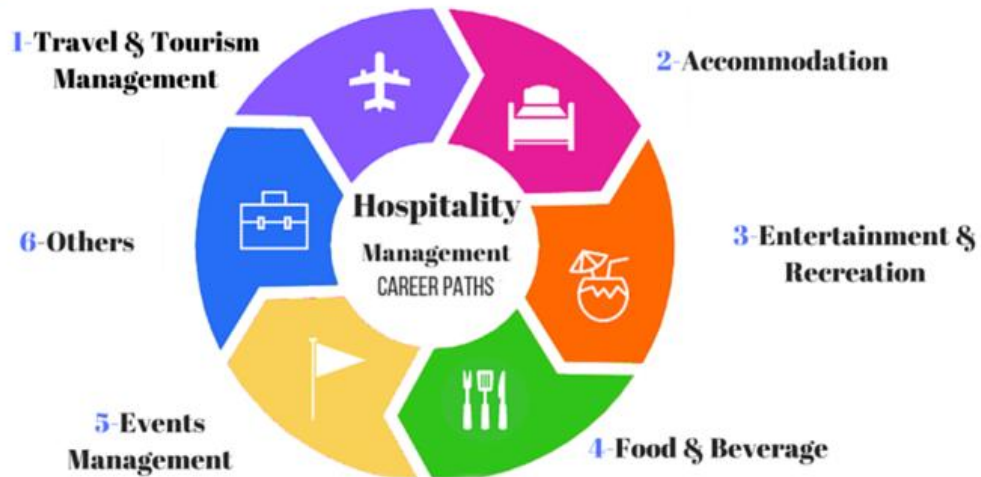 1-Travel & Tourism
Management
2-Accommodation
3-Entertainment &
Recreation
4-Food & Beverage
5-Events
Management
6-Others
Hospitality
Management
CAREER PATHS